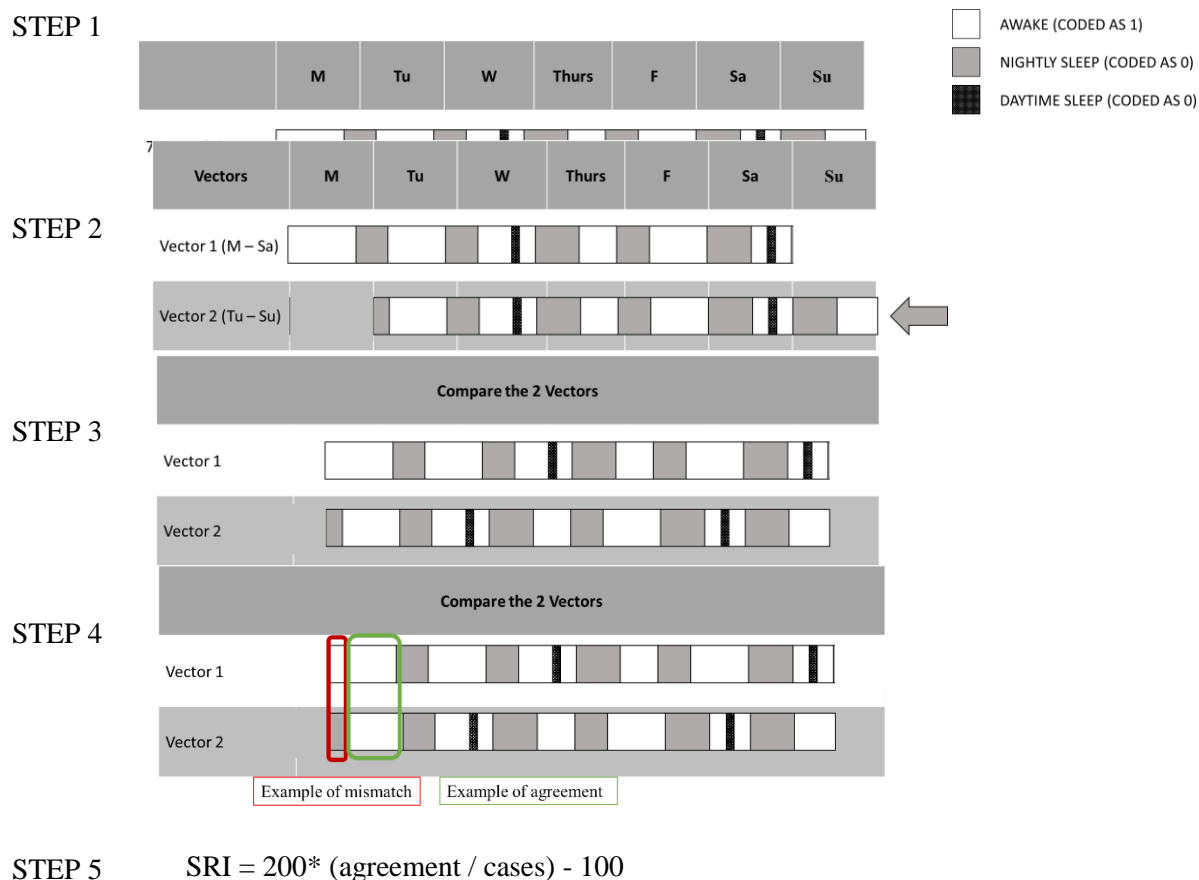 STEP 1
AWAKE (CODED AS 1)
NIGHTLY SLEEP (CODED AS 0)
DAYTIME SLEEP (CODED AS 0)
M Tu W Thurs F Sa Su
7
Vectors M Tu W Thurs F Sa Su
STEP 2
Vector 1 (M – Sa)
Vector 2 (Tu – Su)
Compare the 2 Vectors
STEP 3
Vector 1
Vector 2
Compare the 2 Vectors
STEP 4
Vector 1
Vector 2
Example of mismatch
Example of agreement
STEP 5
SRI = 200* (agreement / cases) - 100